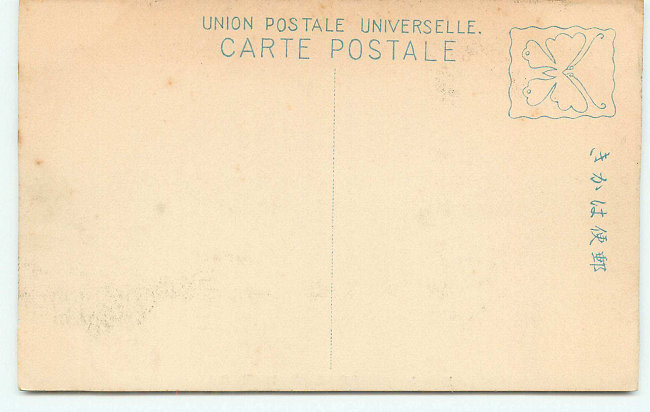 UNION POSTALE UNIVERSELLE.
CARTE POSTALE
郵便はかき